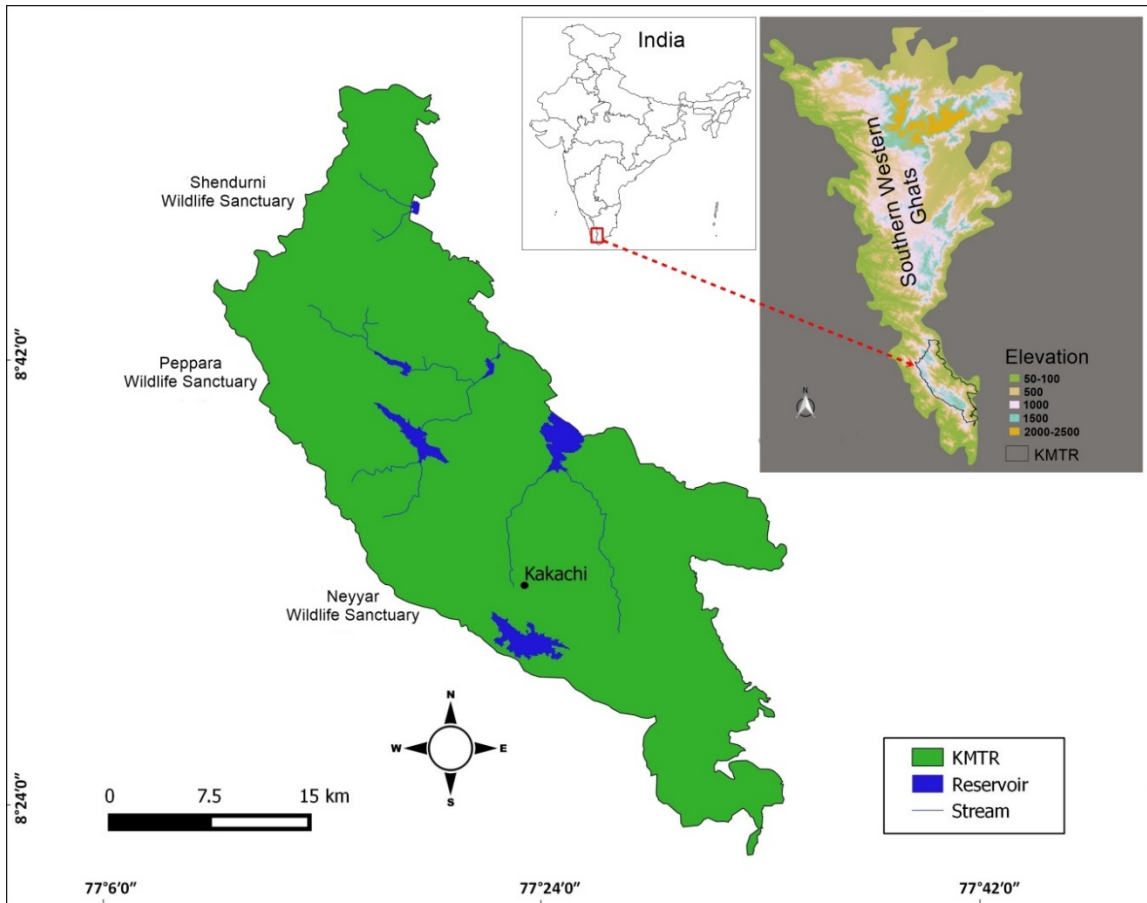 India
Southern Western
Ghats
Elevation
50-100
500
1000
1500
2000-2500
KMTR
N
Shendurni
Wildlife Sanctuary
Peppara
Wildlife Sanctuary
Neyyar
Wildlife Sanctuary
Kakachi
8°42'0"
8°24'0"
N
W
E
S
0 7.5 15 km
KMTR
Reservoir
Stream
77°6'0"
77°24'0"
77°42'0"